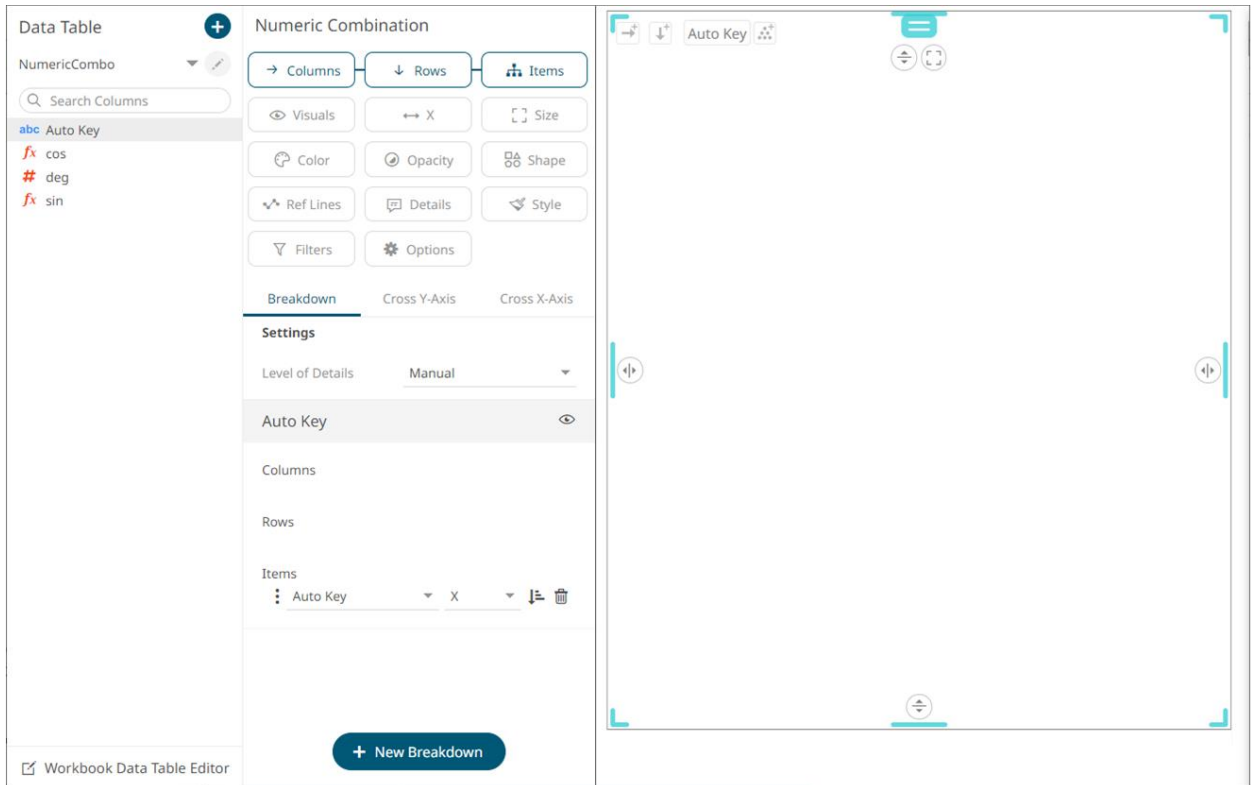 Data Table
NumericCombo
Search Columns
abc Auto Key
fx cos
# deg
fx sin
Workbook Data Table Editor
Numeric Combination
Columns Rows Items
Visuals X Size
Color Opacity Shape
Ref Lines Details Style
Filters Options
Breakdown Cross Y-Axis Cross X-Axis
Settings
Level of Details Manual
Auto Key
Columns
Rows
Items
Auto Key X
New Breakdown
Auto Key